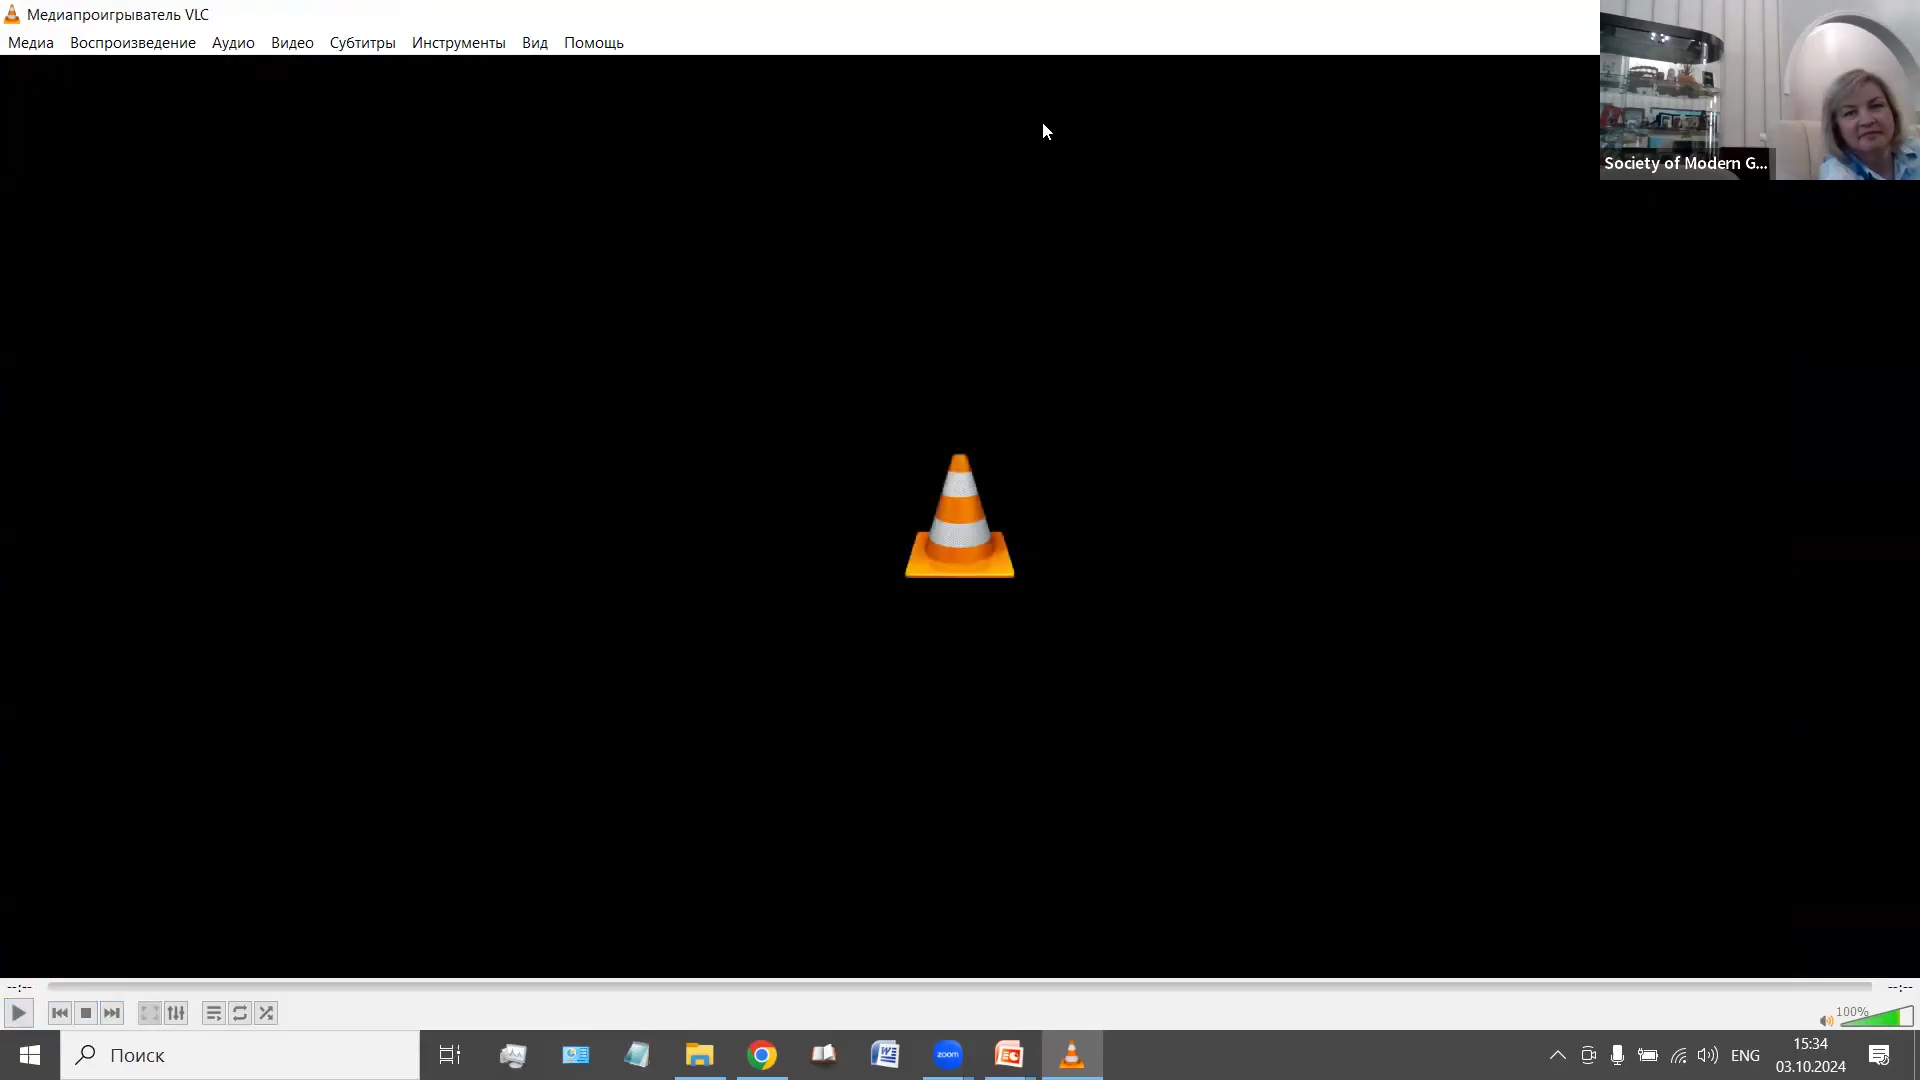 Медиапроигрыватель VLC
Медиа Воспроизведение Аудио Видео Субтитры Инструменты Вид Помощь
Society of Modern G...
--:-- --:--
100%
Поиск
zoom
ENG
15:34
03.10.2024